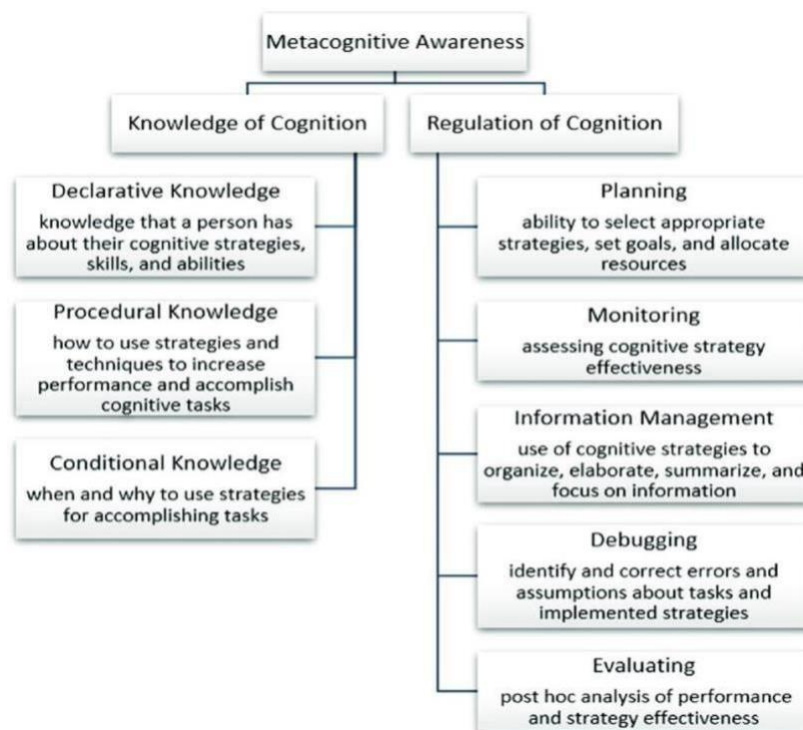 Metacognitive Awareness
Knowledge of Cognition
Declarative Knowledge
knowledge that a person has
about their cognitive strategies,
skills, and abilities
Procedural Knowledge
how to use strategies and
techniques to increase
performance and accomplish
cognitive tasks
Conditional Knowledge
when and why to use strategies
for accomplishing tasks
Regulation of Cognition
Planning
ability to select appropriate
strategies, set goals, and allocate
resources
Monitoring
assessing cognitive strategy
effectiveness
Information Management
use of cognitive strategies to
organize, elaborate, summarize, and
focus on information
Debugging
identify and correct errors and
assumptions about tasks and
implemented strategies
Evaluating
post hoc analysis of performance
and strategy effectiveness